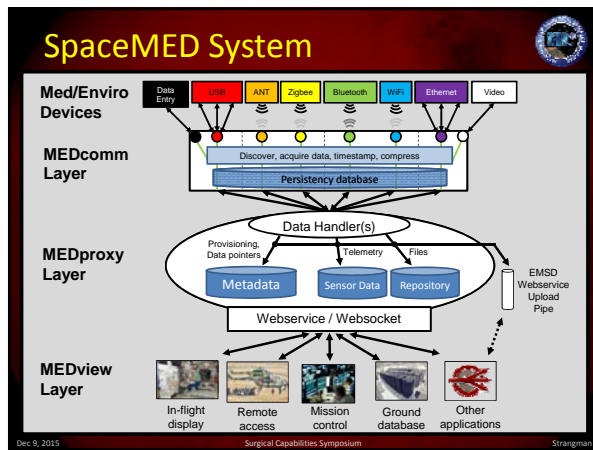 SpaceMED System
Med/Enviro
Devices
Data
Entry
USB
ANT
Zigbee
Bluetooth
WiFi
Ethernet
Video
MEDcomm
Layer
Discover, acquire data, timestamp, compress
Persistency database
Data Handler(s)
MEDproxy
Layer
Provisioning,
Data pointers
Telemetry
Files
Metadata
Sensor Data
Repository
EMSD
Webservice
Upload
Pipe
Webservice / Websocket
MEDview
Layer
In-flight
display
Remote
access
Mission
control
Ground
database
Other
applications
Dec 9, 2015
Surgical Capabilities Symposium
Strangman